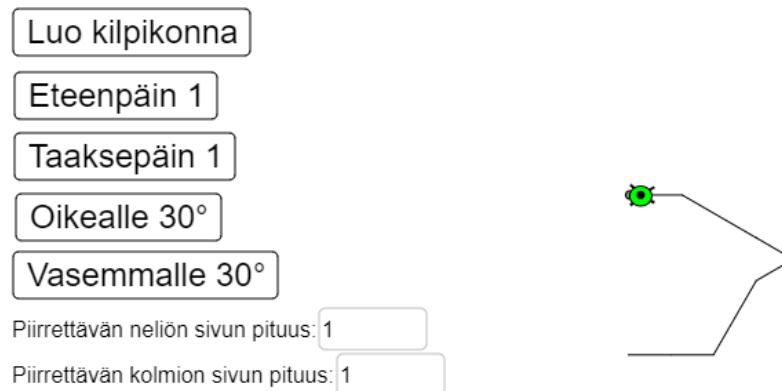 Luo kilpikonna
Eteenpäin 1
Taaksepäin 1
Oikealle 30°
Vasemmalle 30°
Piirrettävän neliön sivun pituus: 1
Piirrettävän kolmion sivun pituus: 1